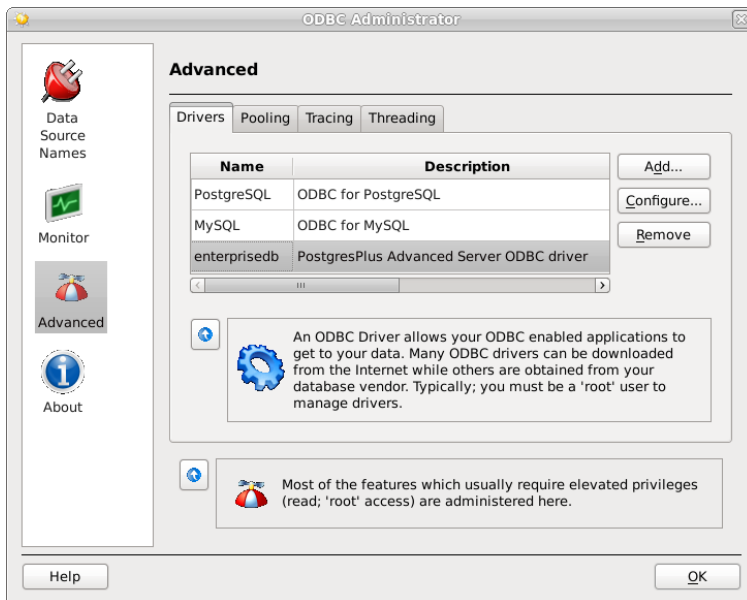 ODBC Administrator
Data
Source
Names
Monitor
Advanced
About
Advanced
Drivers Pooling Tracing Threading
Name Description
PostgreSQL ODBC for PostgreSQL
MySQL ODBC for MySQL
enterprisedb PostgresPlus Advanced Server ODBC driver
Add...
Configure...
Remove
An ODBC Driver allows your ODBC enabled applications to
get to your data. Many ODBC drivers can be downloaded
from the Internet while others are obtained from your
database vendor. Typically; you must be a 'root' user to
manage drivers.
Most of the features which usually require elevated privileges
(read; 'root' access) are administered here.
Help OK